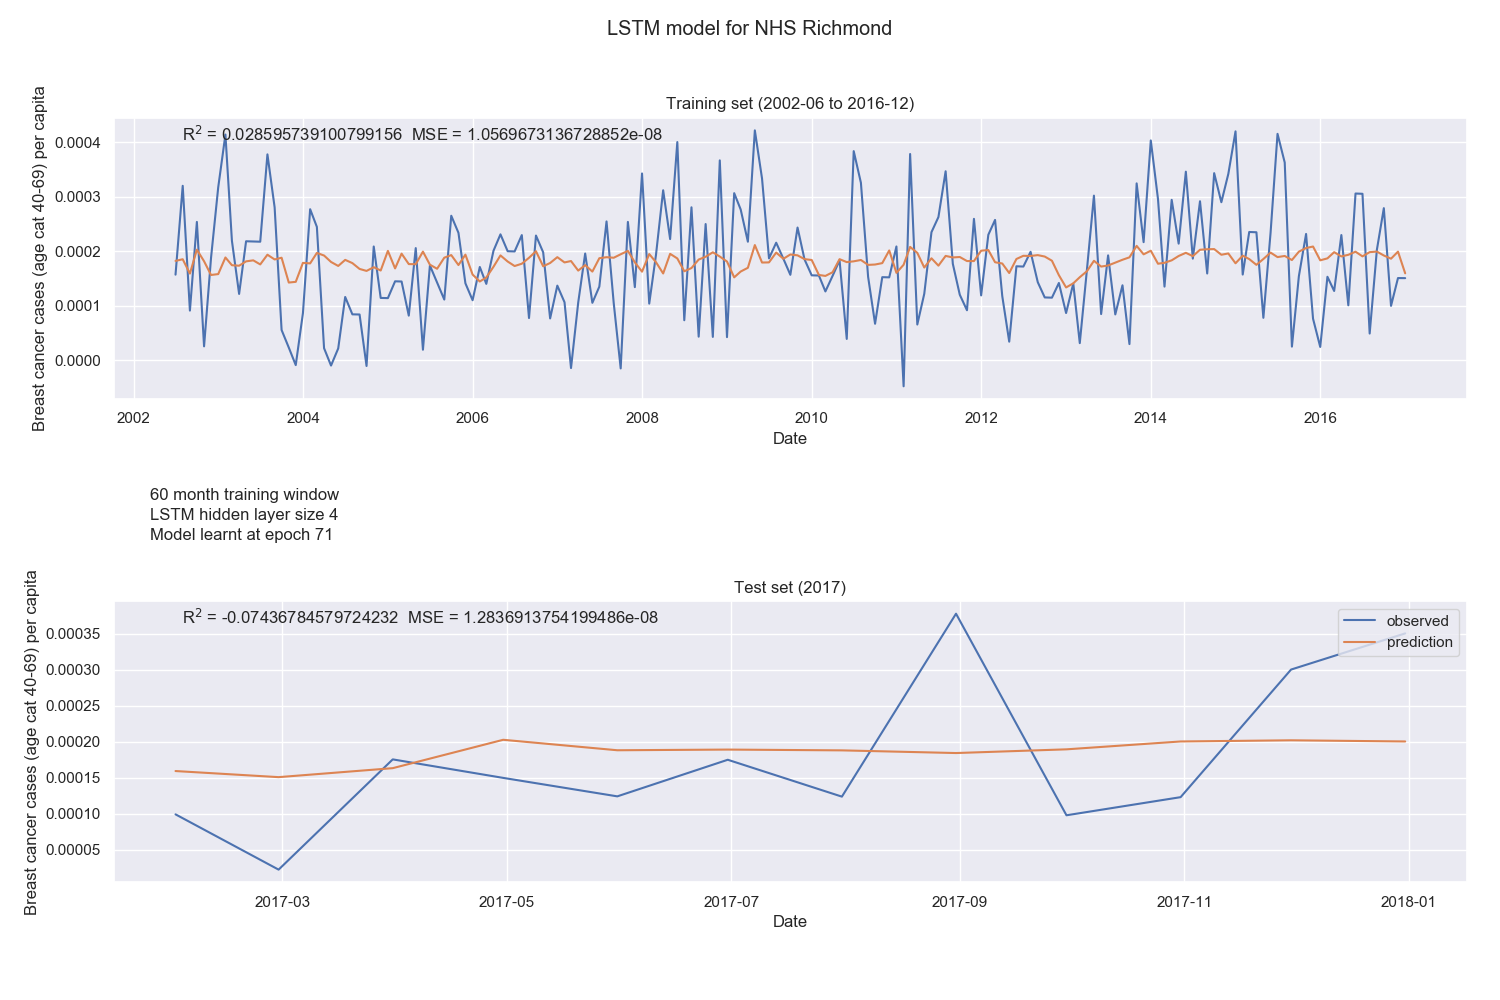 LSTM model for NHS Richmond
Training set (2002-06 to 2016-12)
R² = 0.028595739100799156 MSE = 1.0569673136728852e-08
Breast cancer cases (age cat 40-69) per capita
0.0004
0.0003
0.0002
0.0001
0.0000
2002 2004 2006 2008 2010 2012 2014 2016
Date
60 month training window
LSTM hidden layer size 4
Model learnt at epoch 71
Test set (2017)
R² = -0.07436784579724232 MSE = 1.2836913754199486e-08
observed
prediction
Breast cancer cases (age cat 40-69) per capita
0.00035
0.00030
0.00025
0.00020
0.00015
0.00010
0.00005
2017-03 2017-05 2017-07 2017-09 2017-11 2018-01
Date